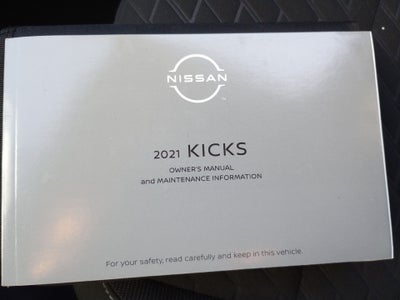 NISSAN
2021 KICKS
OWNER'S MANUAL
and MAINTENANCE INFORMATION
For your safety, read carefully and keep in this vehicle.